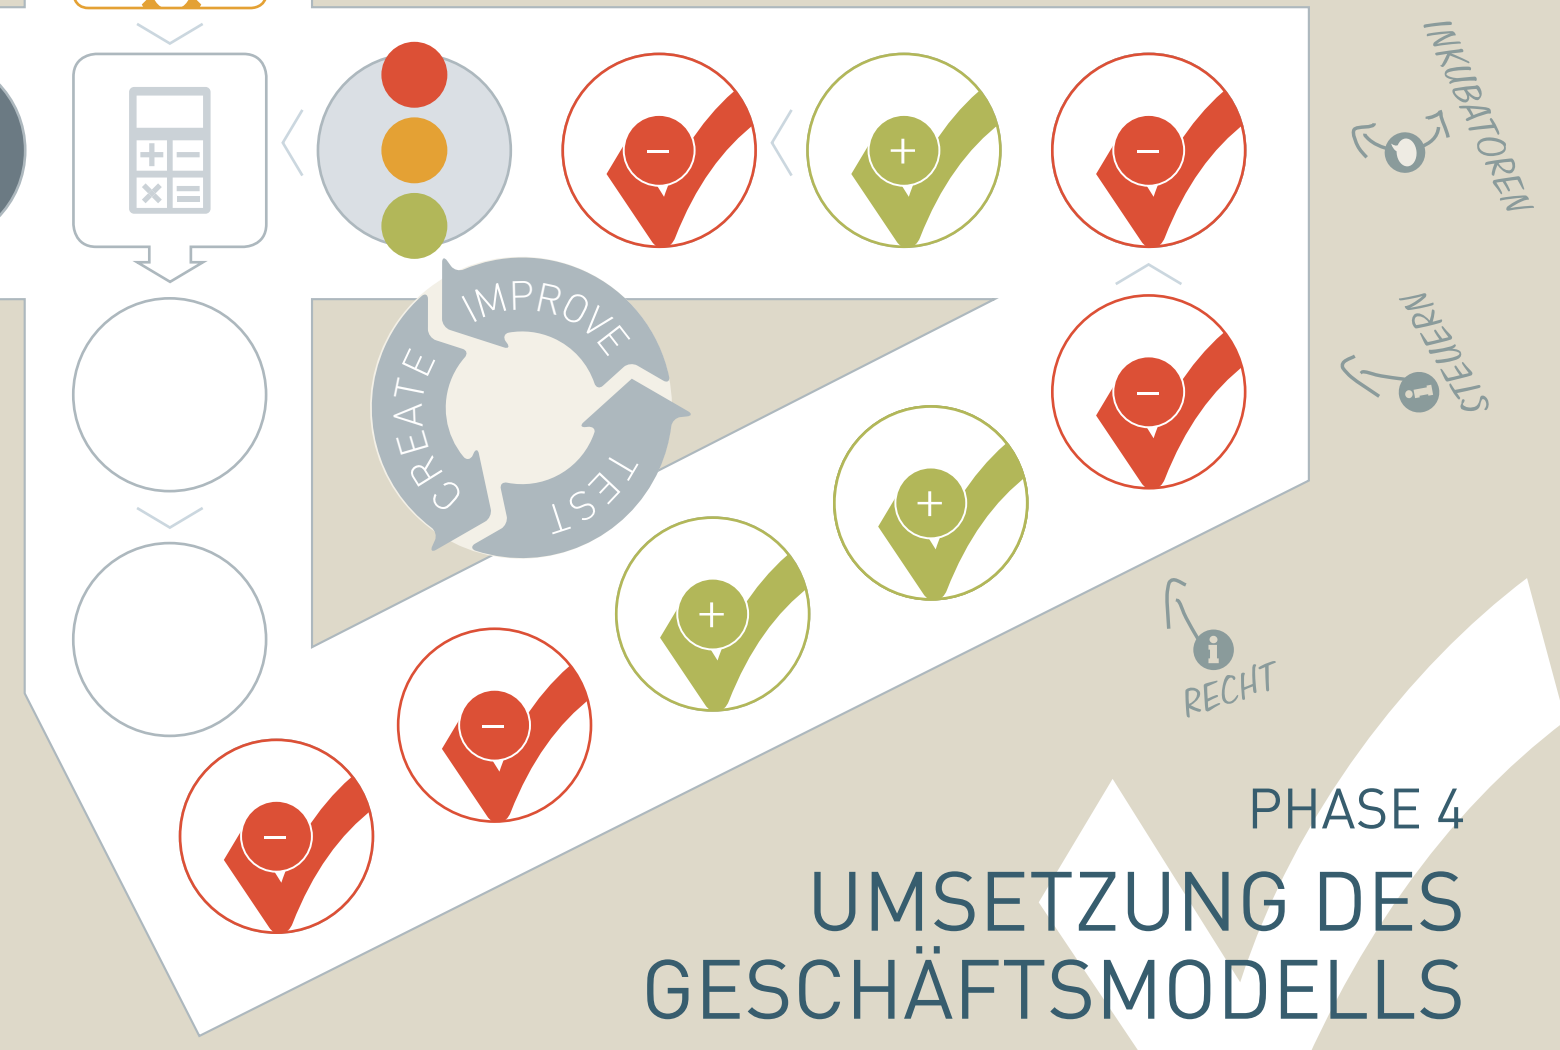 INKUBATOREN
IMPROVE
CREATE
TEST
STEUERN
i
i
RECHT
PHASE 4
UMSETZUNG DES
GESCHÄFTSMODELLS